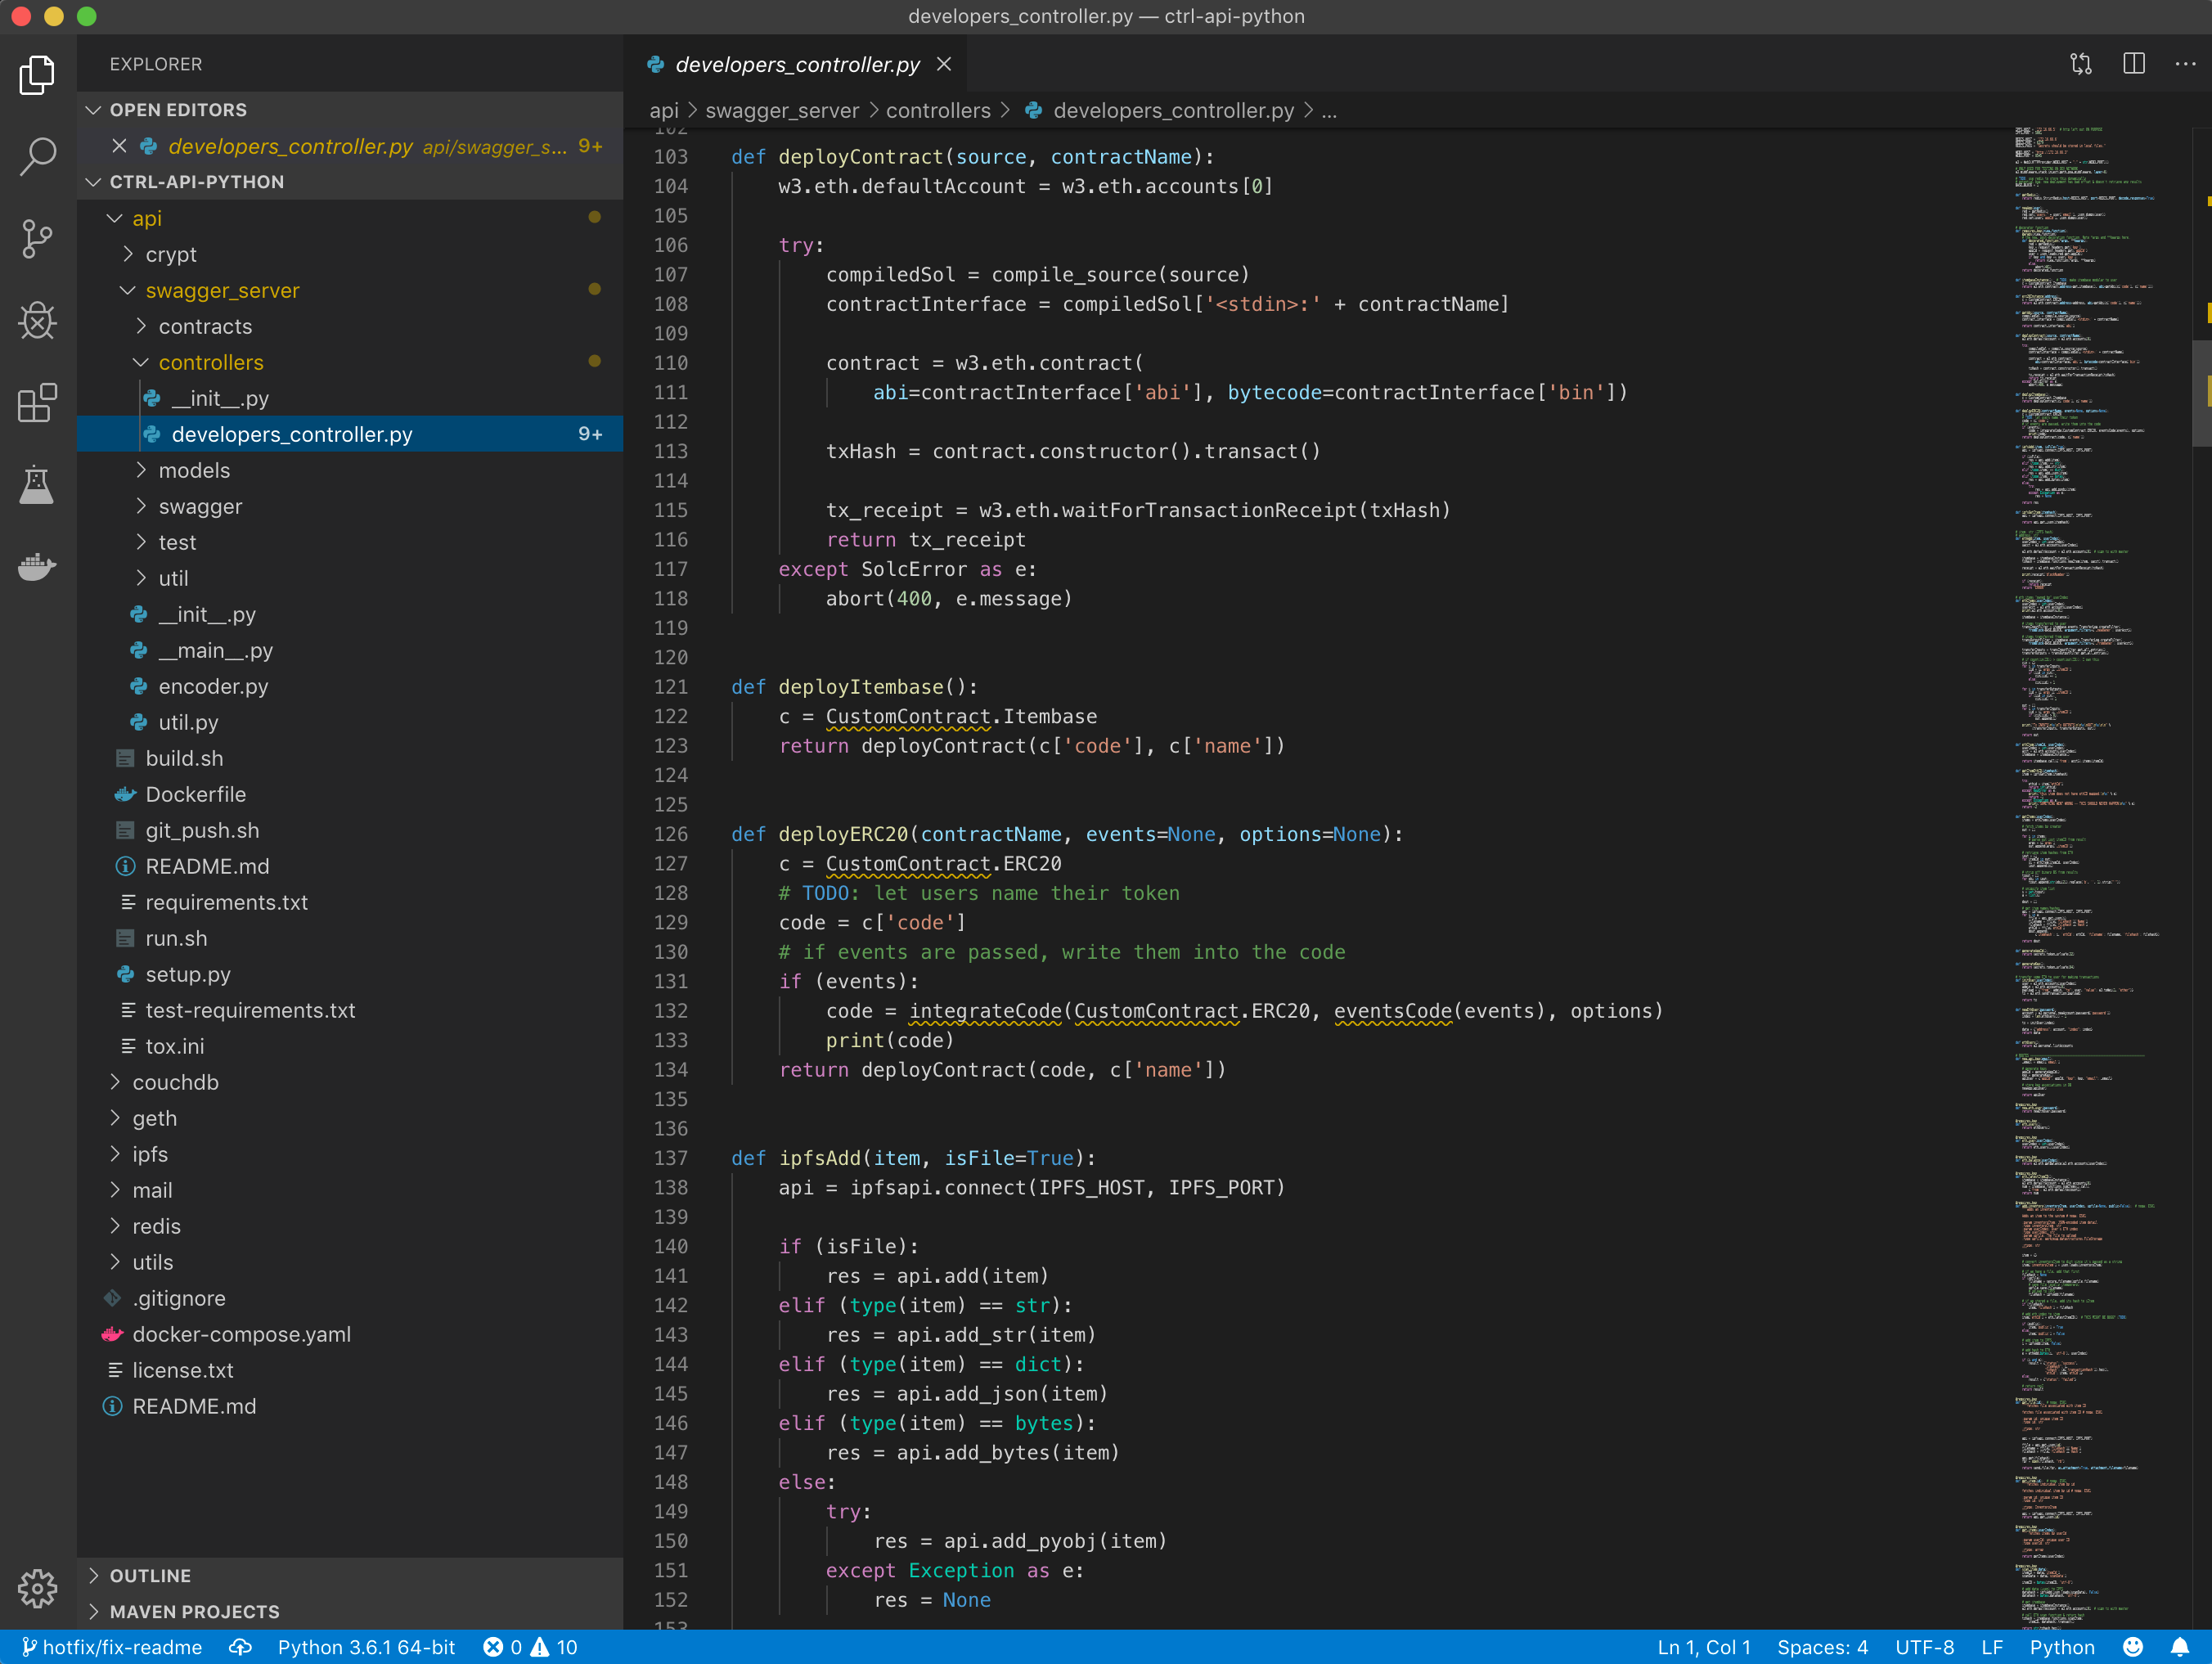 developers_controller.py — ctrl-api-python
EXPLORER
OPEN EDITORS
developers_controller.py api/swagger_s... 9+
CTRL-API-PYTHON
api
crypt
swagger_server
contracts
controllers
__init__.py
developers_controller.py 9+
models
swagger
test
util
__init__.py
__main__.py
encoder.py
util.py
build.sh
Dockerfile
git_push.sh
README.md
requirements.txt
run.sh
setup.py
test-requirements.txt
tox.ini
couchdb
geth
ipfs
mail
redis
utils
.gitignore
docker-compose.yaml
license.txt
README.md
OUTLINE
MAVEN PROJECTS
developers_controller.py
api > swagger_server > controllers > developers_controller.py > ...
102
103 def deployContract(source, contractName):
104     w3.eth.defaultAccount = w3.eth.accounts[0]
105
106     try:
107         compiledSol = compile_source(source)
108         contractInterface = compiledSol['<stdin>:' + contractName]
109
110         contract = w3.eth.contract(
111             abi=contractInterface['abi'], bytecode=contractInterface['bin'])
112
113         txHash = contract.constructor().transact()
114
115         tx_receipt = w3.eth.waitForTransactionReceipt(txHash)
116         return tx_receipt
117     except SolcError as e:
118         abort(400, e.message)
119
120
121 def deployItembase():
122     c = CustomContract.Itembase
123     return deployContract(c['code'], c['name'])
124
125
126 def deployERC20(contractName, events=None, options=None):
127     c = CustomContract.ERC20
128     # TODO: let users name their token
129     code = c['code']
130     # if events are passed, write them into the code
131     if (events):
132         code = integrateCode(CustomContract.ERC20, eventsCode(events), options)
133         print(code)
134     return deployContract(code, c['name'])
135
136
137 def ipfsAdd(item, isFile=True):
138     api = ipfsapi.connect(IPFS_HOST, IPFS_PORT)
139
140     if (isFile):
141         res = api.add(item)
142     elif (type(item) == str):
143         res = api.add_str(item)
144     elif (type(item) == dict):
145         res = api.add_json(item)
146     elif (type(item) == bytes):
147         res = api.add_bytes(item)
148     else:
149         try:
150             res = api.add_pyobj(item)
151         except Exception as e:
152             res = None
153
hotfix/fix-readme Python 3.6.1 64-bit 0 10 Ln 1, Col 1 Spaces: 4 UTF-8 LF Python